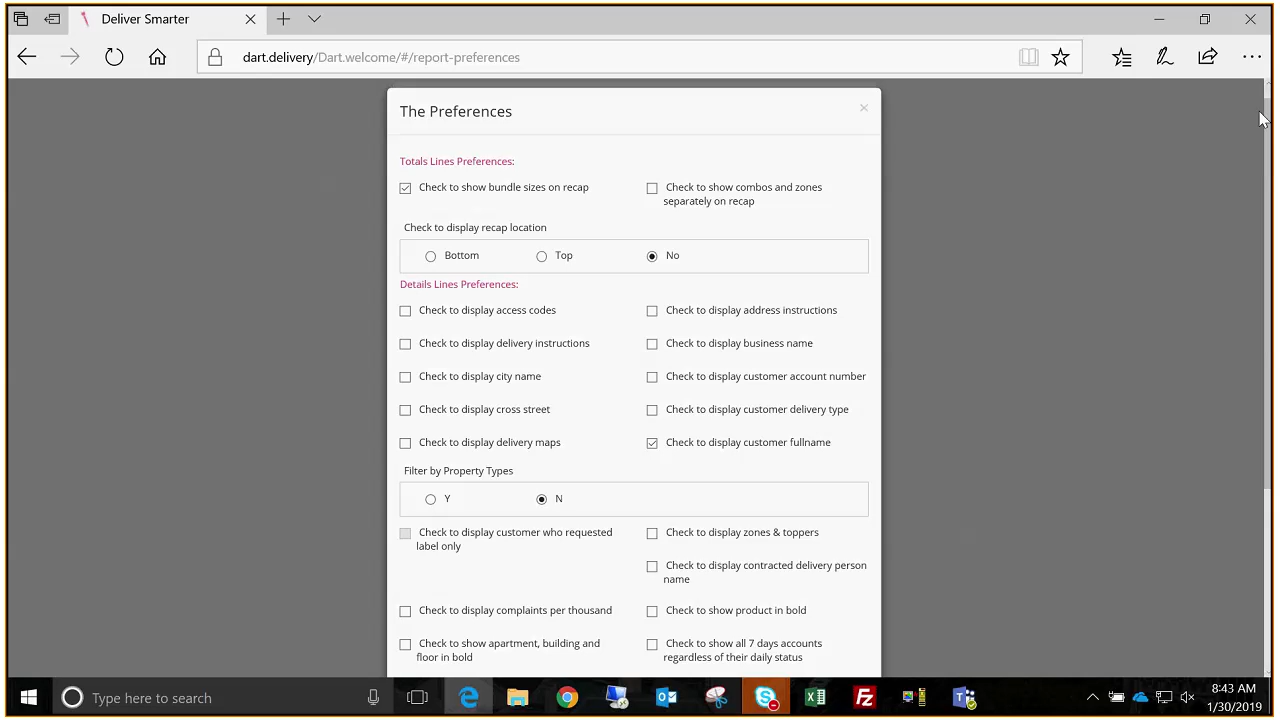 Deliver Smarter
dart.delivery/Dart.welcome/#/report-preferences
The Preferences
Totals Lines Preferences:
Check to show bundle sizes on recap
Check to show combos and zones
separately on recap
Check to display recap location
Bottom Top No
Details Lines Preferences:
Check to display access codes
Check to display address instructions
Check to display delivery instructions
Check to display business name
Check to display city name
Check to display customer account number
Check to display cross street
Check to display customer delivery type
Check to display delivery maps
Check to display customer fullname
Filter by Property Types
Y N
Check to display customer who requested
label only
Check to display zones & toppers
Check to display contracted delivery person
name
Check to display complaints per thousand
Check to show product in bold
Check to show apartment, building and
floor in bold
Check to show all 7 days accounts
regardless of their daily status
Type here to search
8:43 AM
1/30/2019